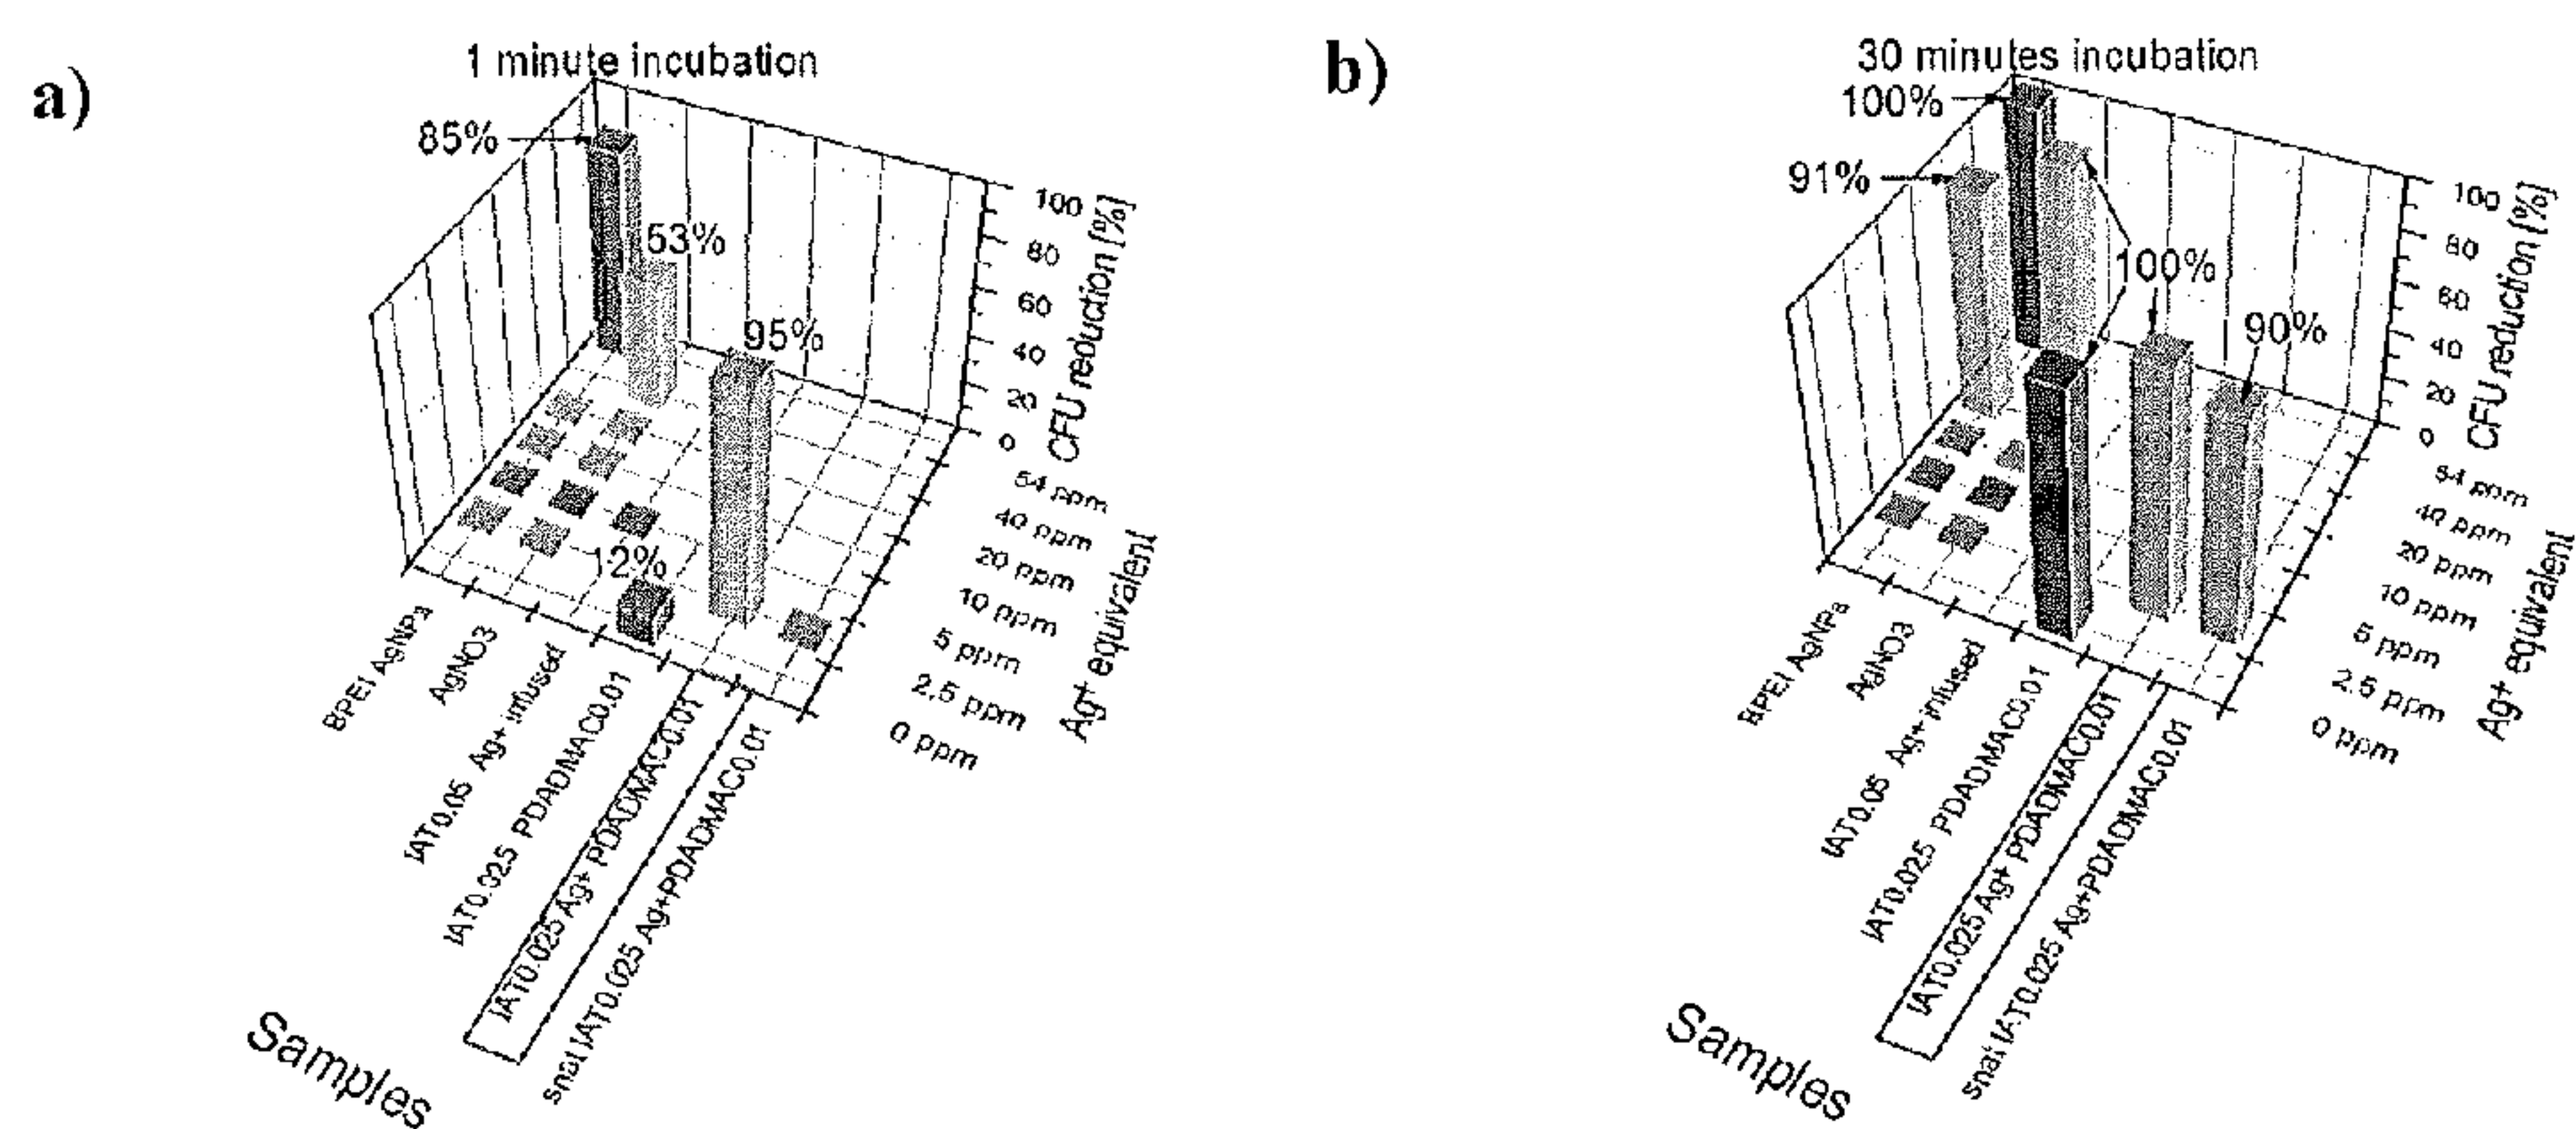 a)
1 minute incubation
85%
53%
95%
12%
100
80
60
40
20
0
CFU reduction [%]
54 ppm
40 ppm
20 ppm
10 ppm
5 ppm
2.5 ppm
0 ppm
Ag+ equivalent
BPEI AgNPs
AgNO3
IAT0.05 Ag+ infused
IAT0.025 PDADMAC0.01
IAT0.025 Ag+ PDADMAC0.01
snat IAT0.025 Ag+PDADMAC0.01
Samples
b)
30 minutes incubation
100%
91%
100%
90%
100
80
60
40
20
0
CFU reduction [%]
54 ppm
40 ppm
20 ppm
10 ppm
5 ppm
2.5 ppm
0 ppm
Ag+ equivalent
BPEI AgNPs
AgNO3
IAT0.05 Ag+ infused
IAT0.025 PDADMAC0.01
IAT0.025 Ag+ PDADMAC0.01
snat IAT0.025 Ag+PDADMAC0.01
Samples